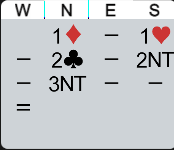 W N E S
1♦ – 1♥
– 2♣ – 2NT
– 3NT – –
=